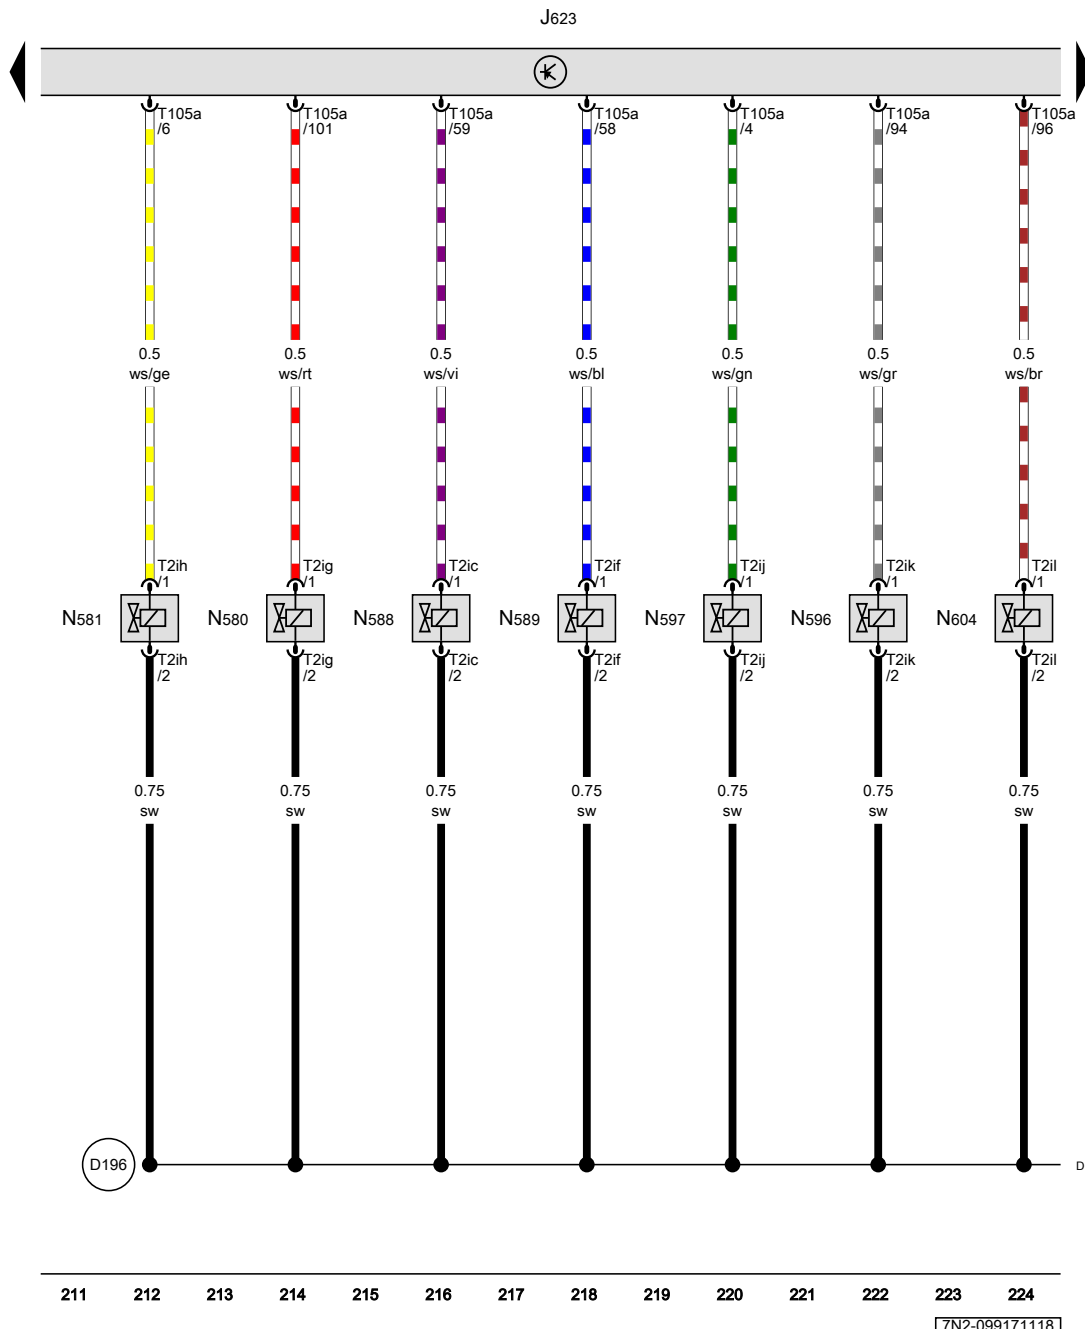 J623
T105a T105a T105a T105a T105a T105a T105a
/6 /101 /59 /58 /4 /94 /96
0.5 0.5 0.5 0.5 0.5 0.5 0.5
ws/ge ws/rt ws/vi ws/bl ws/gn ws/gr ws/br
T2ih T2ig T2ic T2if T2ij T2ik T2il
/1 /1 /1 /1 /1 /1 /1
N581 N580 N588 N589 N597 N596 N604
T2ih T2ig T2ic T2if T2ij T2ik T2il
/2 /2 /2 /2 /2 /2 /2
0.75 0.75 0.75 0.75 0.75 0.75 0.75
sw sw sw sw sw sw sw
D196 D
211 212 213 214 215 216 217 218 219 220 221 222 223 224
7N2-099171118